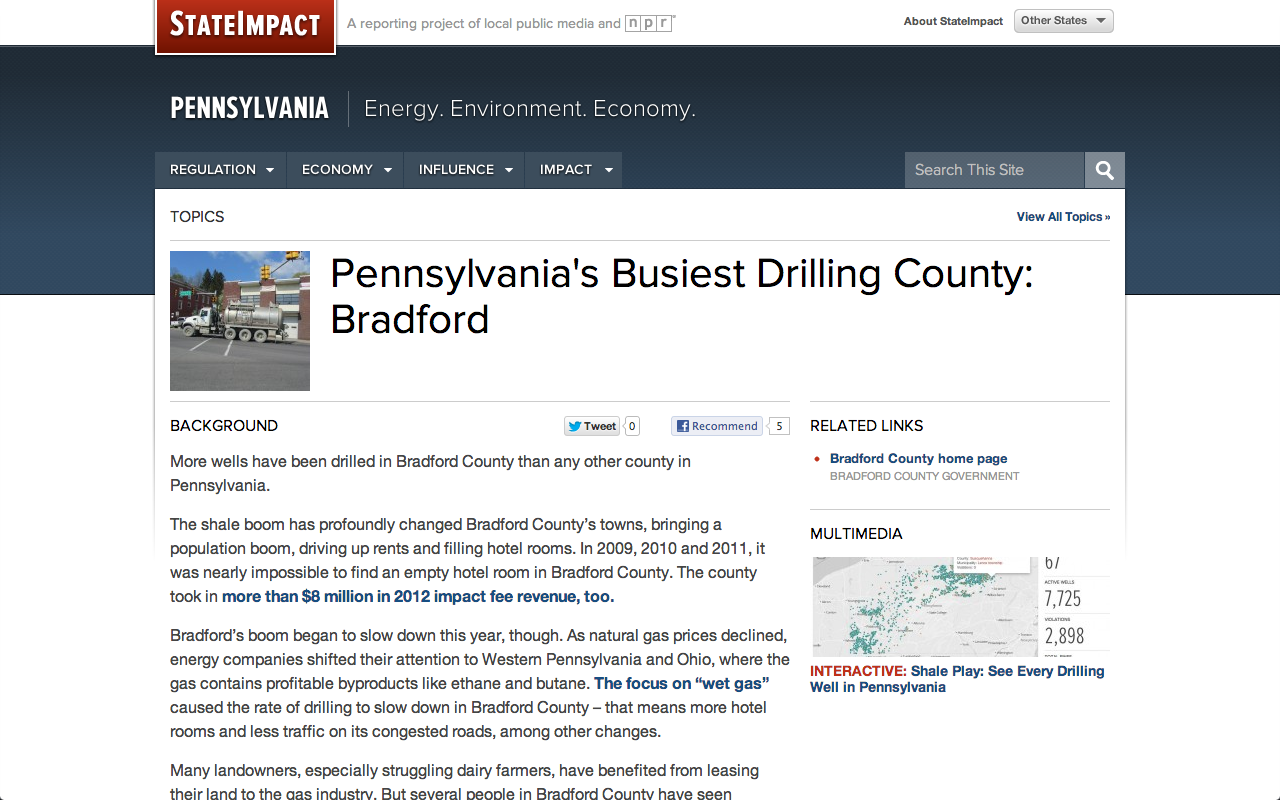 STATEIMPACT
A reporting project of local public media and npr
About StateImpact
Other States
PENNSYLVANIA
Energy. Environment. Economy.
REGULATION
ECONOMY
INFLUENCE
IMPACT
Search This Site
TOPICS
View All Topics »
Pennsylvania's Busiest Drilling County:
Bradford
BACKGROUND
Tweet
0
Recommend
5
More wells have been drilled in Bradford County than any other county in
Pennsylvania.
The shale boom has profoundly changed Bradford County’s towns, bringing a
population boom, driving up rents and filling hotel rooms. In 2009, 2010 and 2011, it
was nearly impossible to find an empty hotel room in Bradford County. The county
took in more than $8 million in 2012 impact fee revenue, too.
Bradford’s boom began to slow down this year, though. As natural gas prices declined,
energy companies shifted their attention to Western Pennsylvania and Ohio, where the
gas contains profitable byproducts like ethane and butane. The focus on “wet gas”
caused the rate of drilling to slow down in Bradford County – that means more hotel
rooms and less traffic on its congested roads, among other changes.
Many landowners, especially struggling dairy farmers, have benefited from leasing
their land to the gas industry. But several people in Bradford County have seen
RELATED LINKS
Bradford County home page
BRADFORD COUNTY GOVERNMENT
MULTIMEDIA
67
ACTIVE WELLS
7,725
VIOLATIONS
2,898
INTERACTIVE: Shale Play: See Every Drilling
Well in Pennsylvania